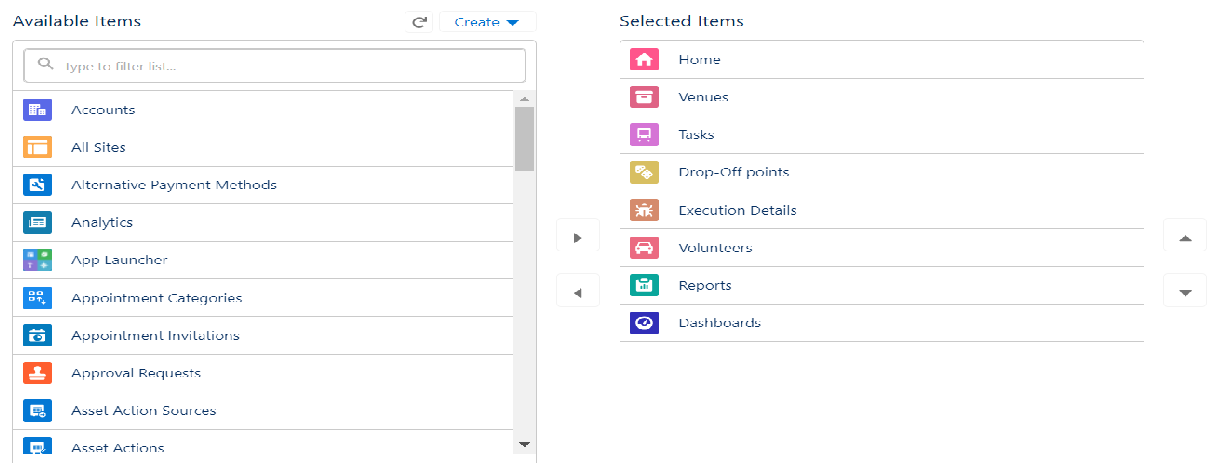 Available Items
Create
Type to filter list...
Accounts
All Sites
Alternative Payment Methods
Analytics
App Launcher
Appointment Categories
Appointment Invitations
Approval Requests
Asset Action Sources
Asset Actions
Selected Items
Home
Venues
Tasks
Drop-Off points
Execution Details
Volunteers
Reports
Dashboards